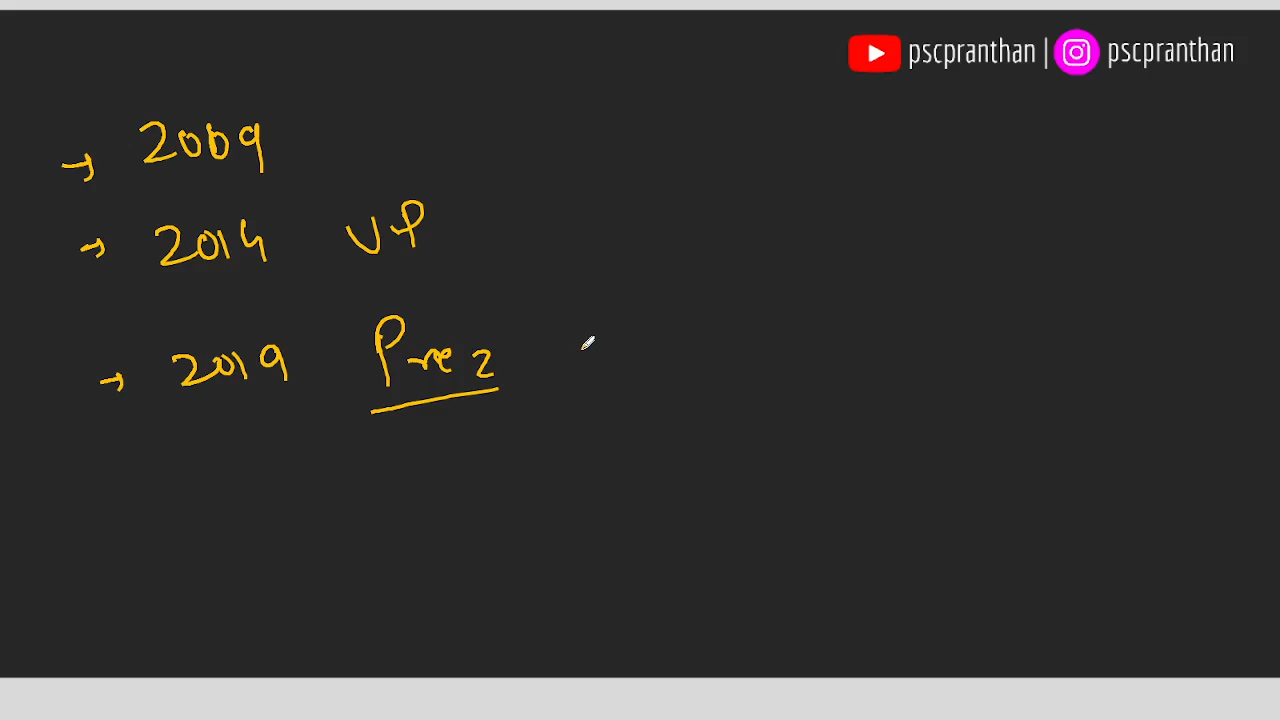 pscpranthan | pscpranthan
→ 2009
→ 2014 VP
→ 2019 Prez